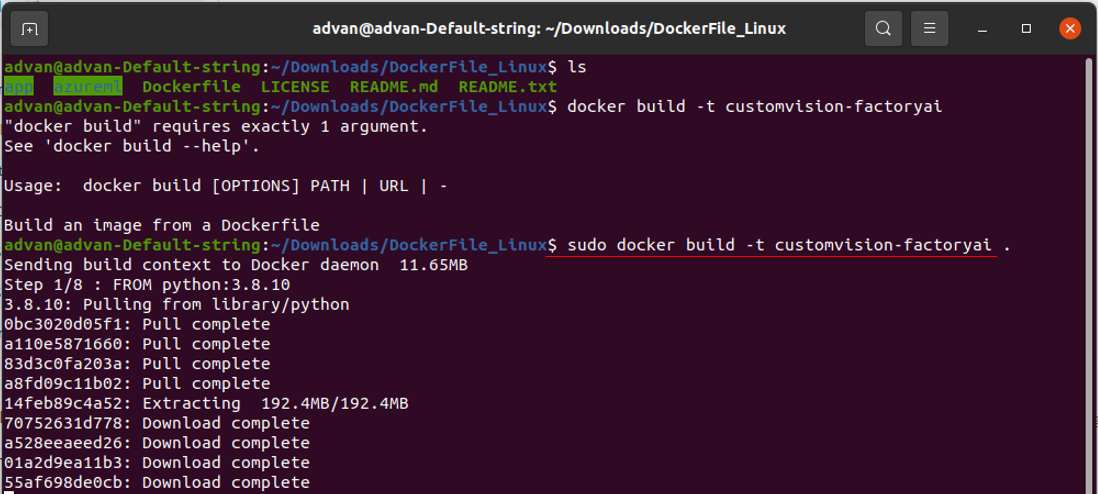 advan@advan-Default-string: ~/Downloads/DockerFile_Linux
advan@advan-Default-string:~/Downloads/DockerFile_Linux$ ls
app  azureml  Dockerfile  LICENSE  README.md  README.txt
advan@advan-Default-string:~/Downloads/DockerFile_Linux$ docker build -t customvision-factoryai
"docker build" requires exactly 1 argument.
See 'docker build --help'.
Usage:  docker build [OPTIONS] PATH | URL | -
Build an image from a Dockerfile
advan@advan-Default-string:~/Downloads/DockerFile_Linux$ sudo docker build -t customvision-factoryai .
Sending build context to Docker daemon  11.65MB
Step 1/8 : FROM python:3.8.10
3.8.10: Pulling from library/python
0bc3020d05f1: Pull complete
a110e5871660: Pull complete
83d3c0fa203a: Pull complete
a8fd09c11b02: Pull complete
14feb89c4a52: Extracting  192.4MB/192.4MB
70752631d778: Download complete
a528eeaeed26: Download complete
01a2d9ea11b3: Download complete
55af698de0cb: Download complete